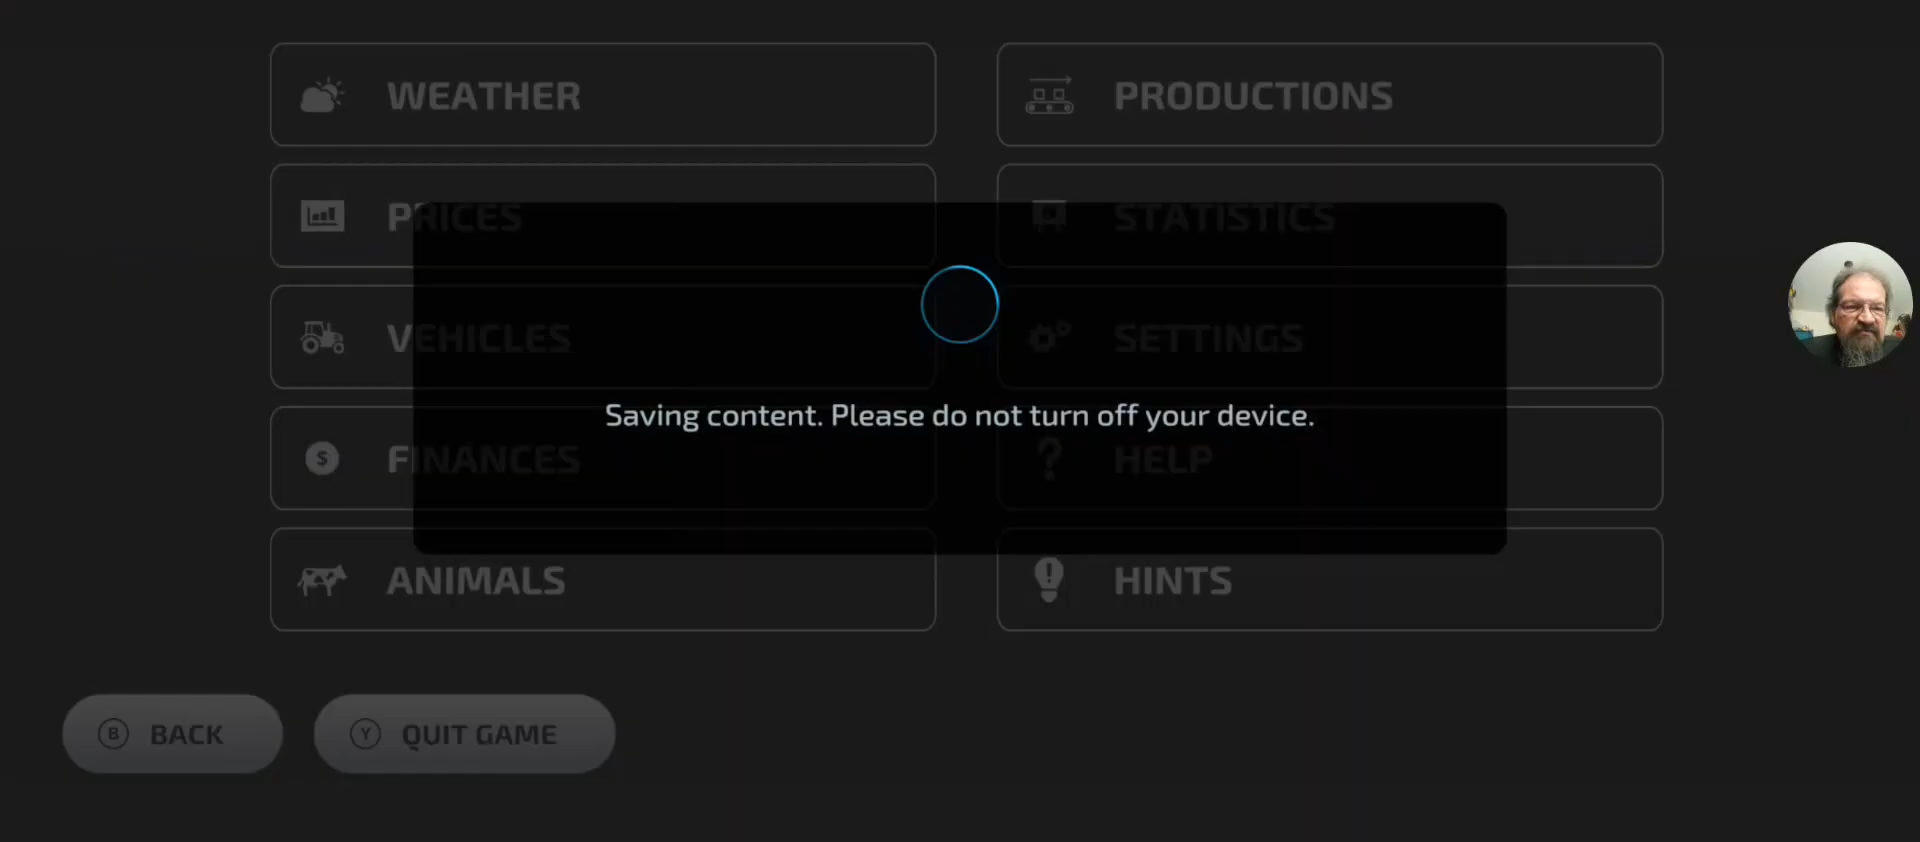 WEATHER
PRODUCTIONS
PRICES
STATISTICS
VEHICLES
SETTINGS
Saving content. Please do not turn off your device.
$ FINANCES
? HELP
ANIMALS
! HINTS
B BACK
Y QUIT GAME